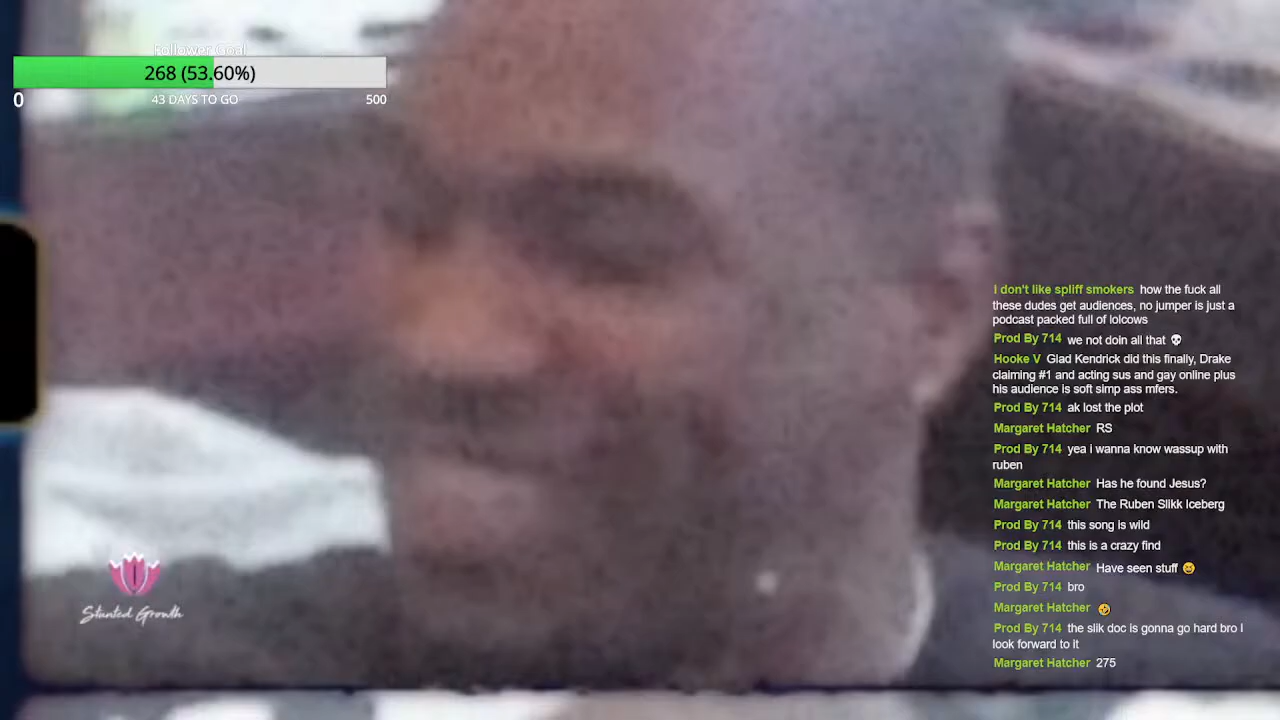 Follower Goal
268 (53.60%)
0
43 DAYS TO GO
500
I don't like spliff smokers how the fuck all
these dudes get audiences, no jumper is just a
podcast packed full of lolcows
Prod By 714 we not doin all that 💀
Hooke V Glad Kendrick did this finally, Drake
claiming #1 and acting sus and gay online plus
his audience is soft simp ass mfers.
Prod By 714 ak lost the plot
Margaret Hatcher RS
Prod By 714 yea i wanna know wassup with
ruben
Margaret Hatcher Has he found Jesus?
Margaret Hatcher The Ruben Slikk Iceberg
Prod By 714 this song is wild
Prod By 714 this is a crazy find
Margaret Hatcher Have seen stuff 😆
Prod By 714 bro
Margaret Hatcher 🤣
Prod By 714 the slik doc is gonna go hard bro I
look forward to it
Margaret Hatcher 275
Stunted Growth